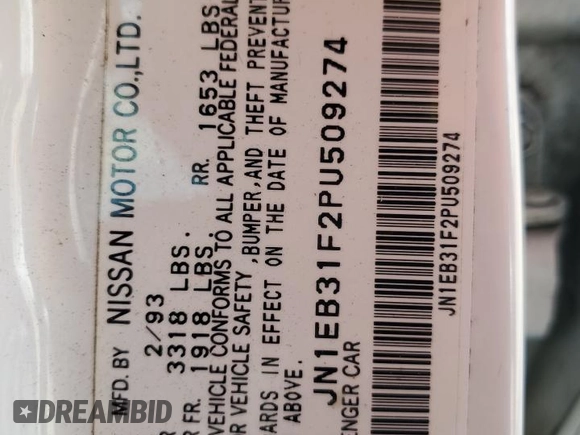 MFD. BY NISSAN MOTOR CO.,LTD.
2/93
3318 LBS.
FR. 1918 LBS. RR. 1653 LBS.
VEHICLE CONFORMS TO ALL APPLICABLE FEDERAL
VEHICLE SAFETY ,BUMPER,AND THEFT PREVENT
ARDS IN EFFECT ON THE DATE OF MANUFACTUR
ABOVE.
JN1EB31F2PU509274
ENGER CAR
JN1EB31F2PU509274
DREAMBID